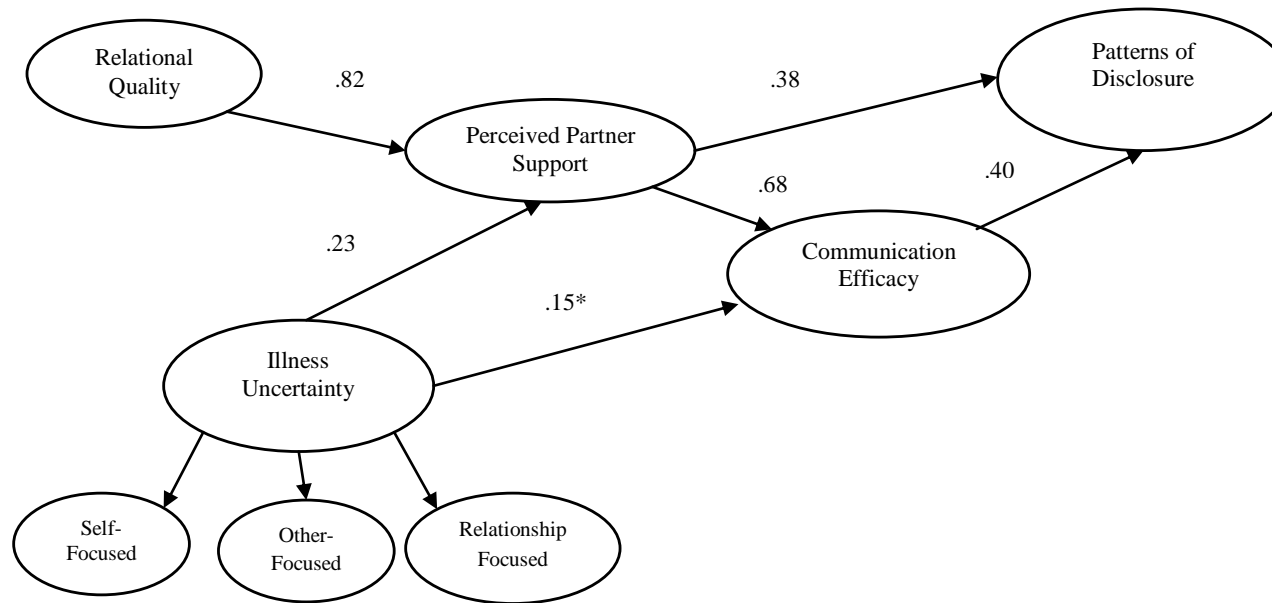 Relational
Quality
.82
Perceived Partner
Support
.38
Patterns of
Disclosure
.68
.40
.23
Communication
Efficacy
.15*
Illness
Uncertainty
Self-
Focused
Other-
Focused
Relationship
Focused